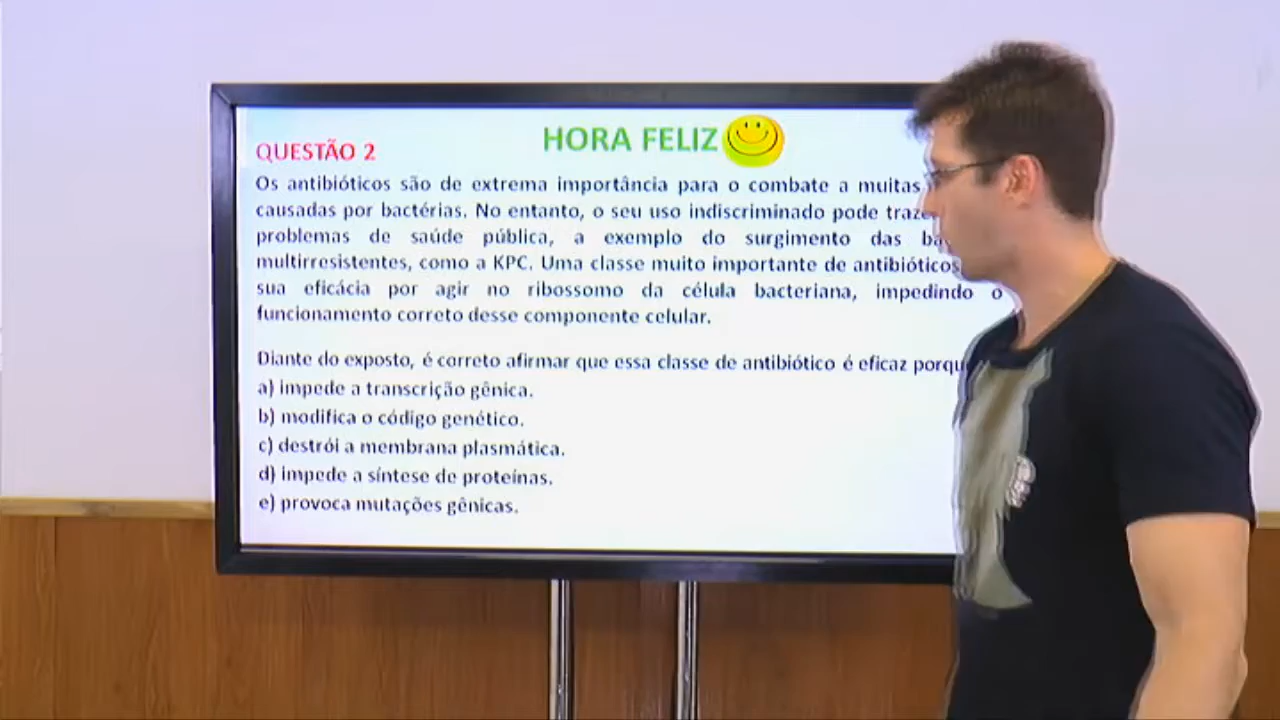 HORA FELIZ
QUESTÃO 2
Os antibióticos são de extrema importância para o combate a muitas
causadas por bactérias. No entanto, o seu uso indiscriminado pode
problemas de saúde pública, a exemplo do surgimento das
multirresistentes, como a KPC. Uma classe muito importante de antibióticos
sua eficácia por agir no ribossomo da célula bacteriana, impedindo o
funcionamento correto desse componente celular.
Diante do exposto, é correto afirmar que essa classe de antibiótico é eficaz
a) impede a transcrição gênica.
b) modifica o código genético.
c) destrói a membrana plasmática.
d) impede a síntese de proteínas.
e) provoca mutações gênicas.